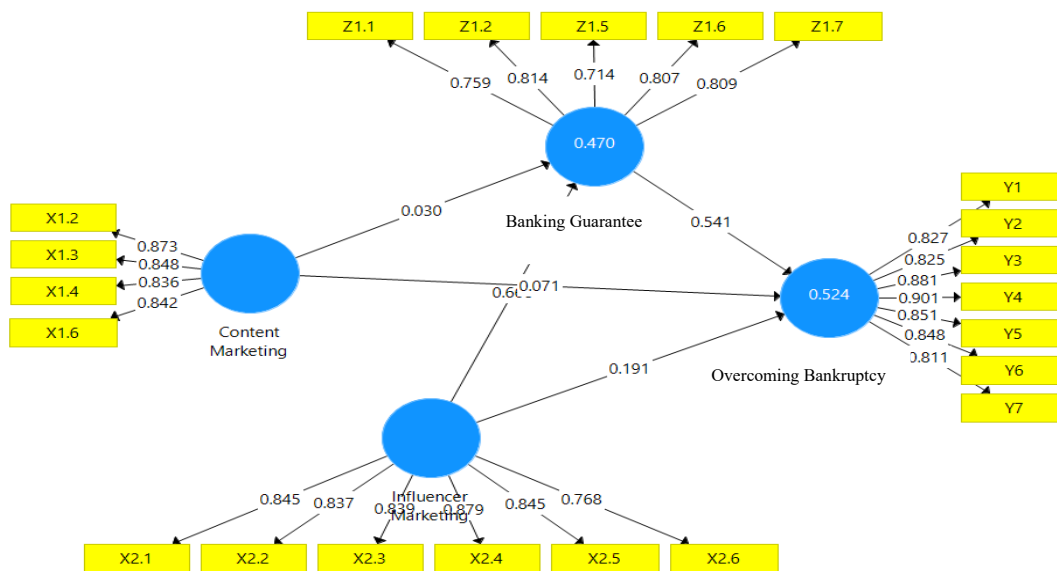 Z1.1 Z1.2 Z1.5 Z1.6 Z1.7
0.759 0.814 0.714 0.807 0.809
0.470
Banking Guarantee
X1.2
X1.3
X1.4
X1.6
0.873
0.848
0.836
0.842
Content
Marketing
0.030
0.541
0.071
0.191
0.524
Overcoming Bankruptcy
Y1
Y2
Y3
Y4
Y5
Y6
Y7
0.827
0.825
0.881
0.901
0.851
0.848
0.811
Influencer
Marketing
0.845 0.837 0.839 0.879 0.845 0.768
X2.1 X2.2 X2.3 X2.4 X2.5 X2.6